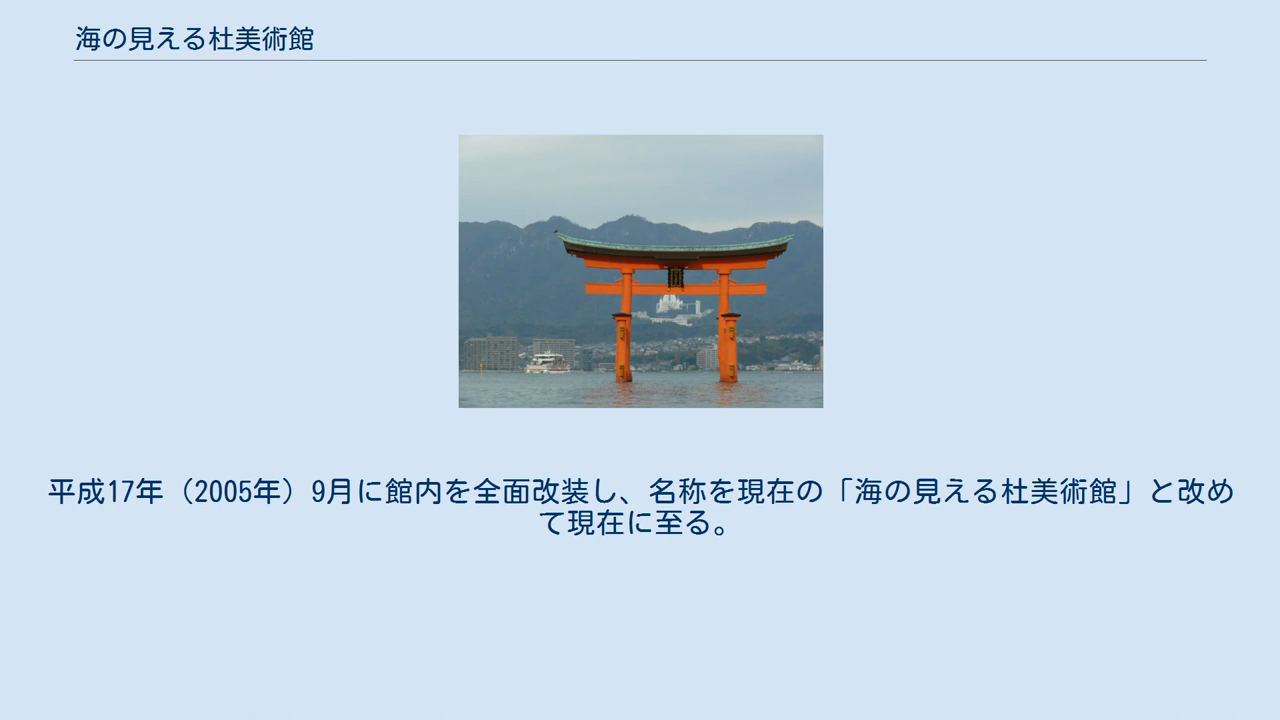 海の見える杜美術館
平成17年（2005年）9月に館内を全面改装し、名称を現在の「海の見える杜美術館」と改め
て現在に至る。